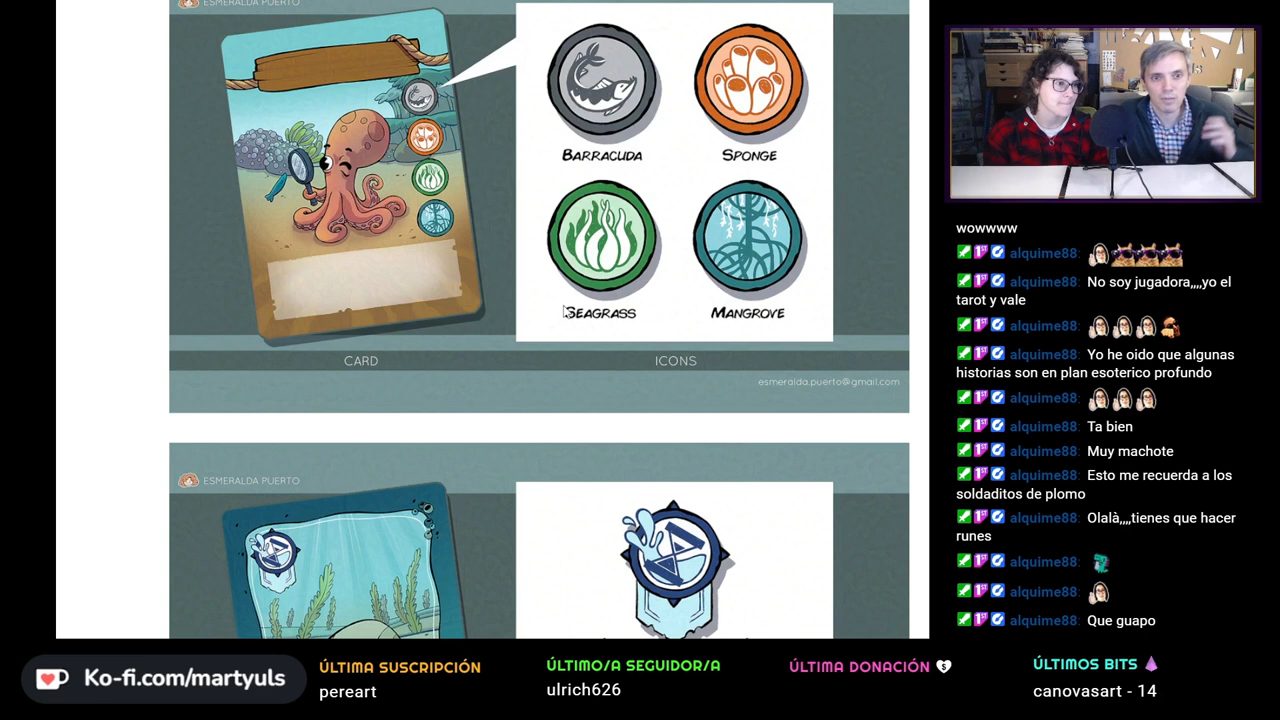 ESMERALDA PUERTO
BARRACUDA
SPONGE
SEAGRASS
MANGROVE
CARD
ICONS
esmeralda.puerto@gmail.com
ESMERALDA PUERTO
wowwww
alquime88:
alquime88: No soy jugadora,,,,yo el
tarot y vale
alquime88:
alquime88: Yo he oido que algunas
historias son en plan esoterico profundo
alquime88:
alquime88: Ta bien
alquime88: Muy machote
alquime88: Esto me recuerda a los
soldaditos de plomo
alquime88: Olalà,,,,tienes que hacer
runes
alquime88:
alquime88:
alquime88: Que guapo
Ko-fi.com/martyuls
ÚLTIMA SUSCRIPCIÓN
pereart
ÚLTIMO/A SEGUIDOR/A
ulrich626
ÚLTIMA DONACIÓN
ÚLTIMOS BITS
canovasart - 14